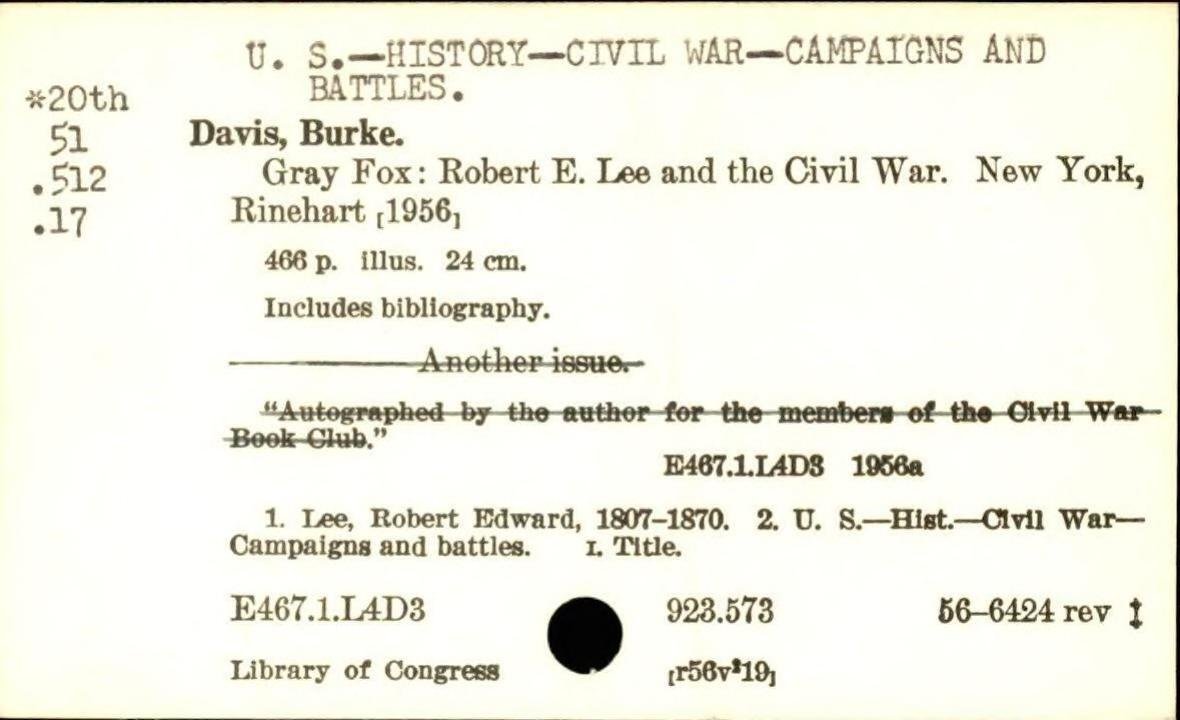 U. S.—HISTORY—CIVIL WAR—CAMPAIGNS AND
BATTLES.
*20th
51
.512
.17
Davis, Burke.
Gray Fox: Robert E. Lee and the Civil War. New York,
Rinehart [1956]
466 p. illus. 24 cm.
Includes bibliography.
——— Another issue.
"Autographed by the author for the members of the Civil War
Book Club."
E467.1.L4D3 1956a
1. Lee, Robert Edward, 1807–1870. 2. U. S.—Hist.—Civil War—
Campaigns and battles. I. Title.
E467.1.L4D3 923.573 56–6424 rev ‡
Library of Congress [r56v²19]